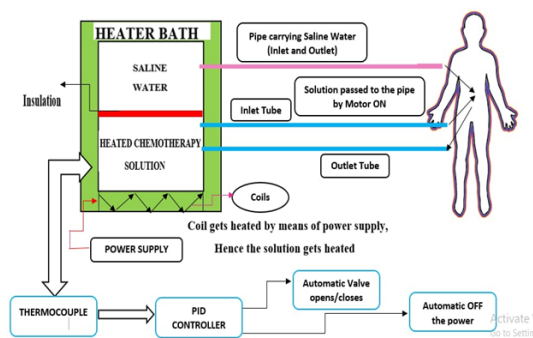 HEATER BATH
SALINE
WATER
Insulation
HEATED CHEMOTHERAPY
SOLUTION
Pipe carrying Saline Water
(Inlet and Outlet)
Solution passed to the pipe
by Motor ON
Inlet Tube
Outlet Tube
Coils
Coil gets heated by means of power supply,
Hence the solution gets heated
POWER SUPPLY
THERMOCOUPLE
PID
CONTROLLER
Automatic Valve
opens/closes
Automatic OFF
the power
Activate
Go to Settin